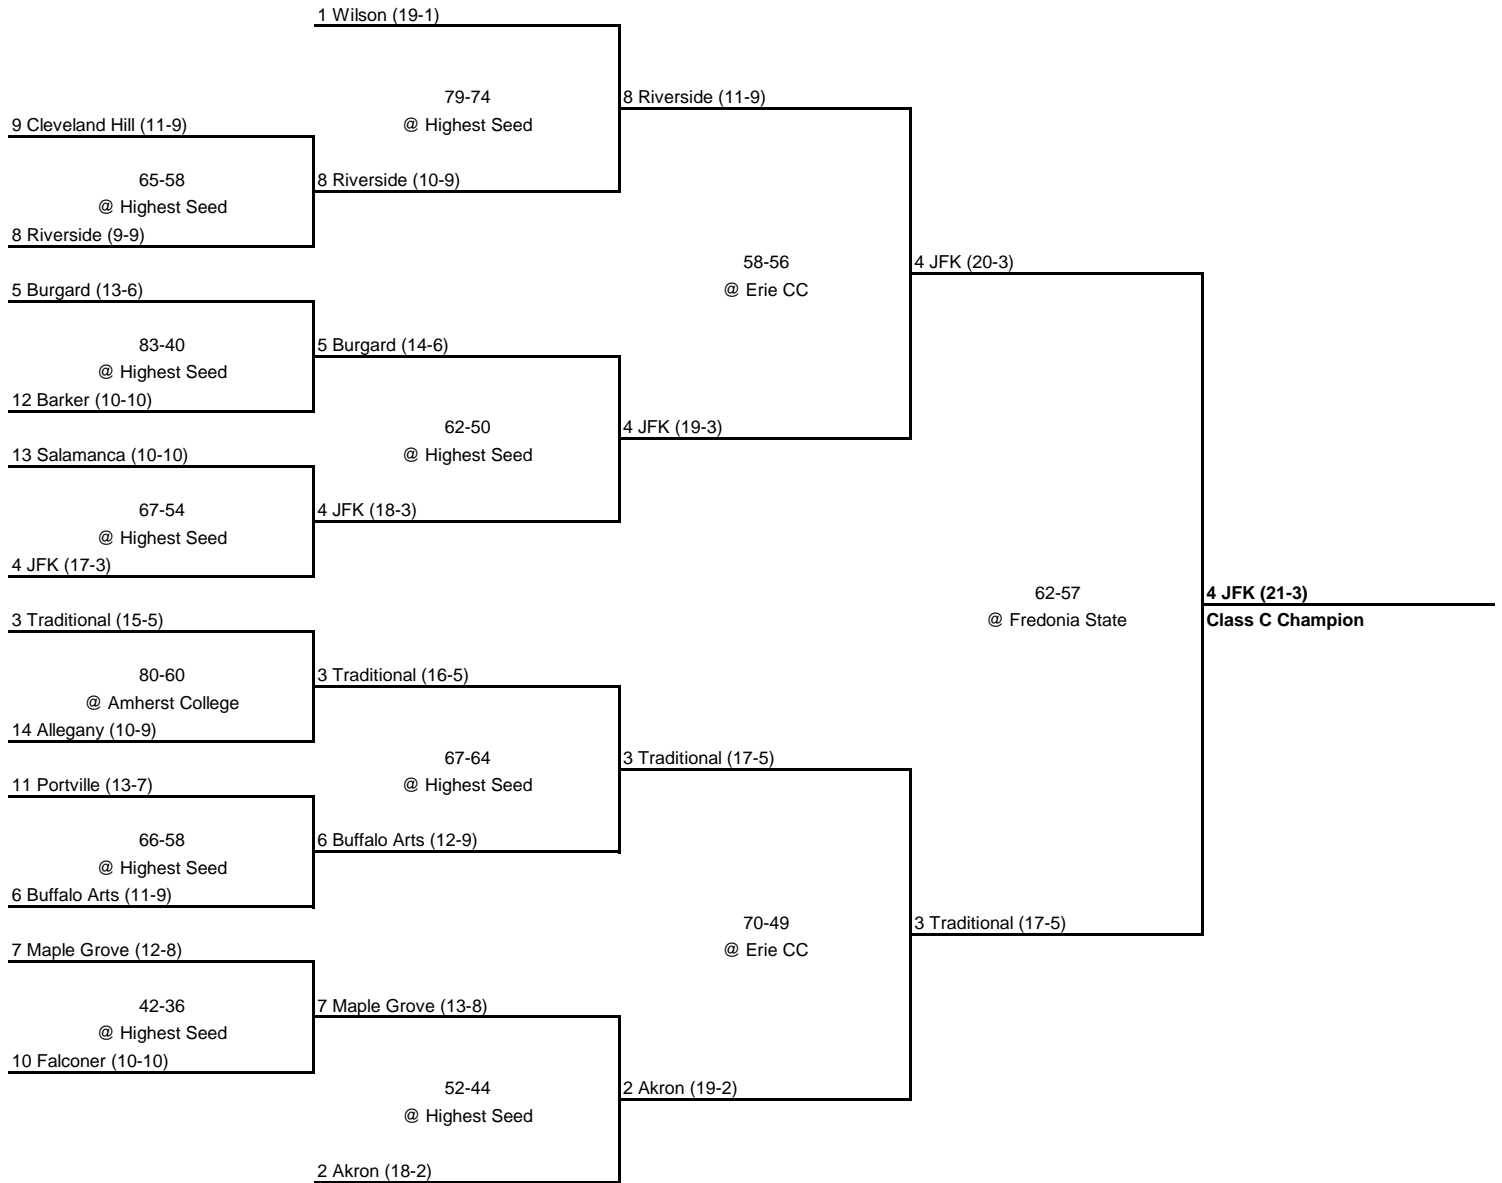 1 Wilson (19-1)
79-74
@ Highest Seed
8 Riverside (11-9)
9 Cleveland Hill (11-9)
65-58
@ Highest Seed
8 Riverside (10-9)
8 Riverside (9-9)
58-56
@ Erie CC
4 JFK (20-3)
5 Burgard (13-6)
83-40
@ Highest Seed
5 Burgard (14-6)
12 Barker (10-10)
62-50
@ Highest Seed
4 JFK (19-3)
13 Salamanca (10-10)
67-54
@ Highest Seed
4 JFK (18-3)
4 JFK (17-3)
62-57
@ Fredonia State
4 JFK (21-3)
Class C Champion
3 Traditional (15-5)
80-60
@ Amherst College
3 Traditional (16-5)
14 Allegany (10-9)
67-64
@ Highest Seed
3 Traditional (17-5)
11 Portville (13-7)
66-58
@ Highest Seed
6 Buffalo Arts (12-9)
6 Buffalo Arts (11-9)
70-49
@ Erie CC
3 Traditional (17-5)
7 Maple Grove (12-8)
42-36
@ Highest Seed
7 Maple Grove (13-8)
10 Falconer (10-10)
52-44
@ Highest Seed
2 Akron (19-2)
2 Akron (18-2)